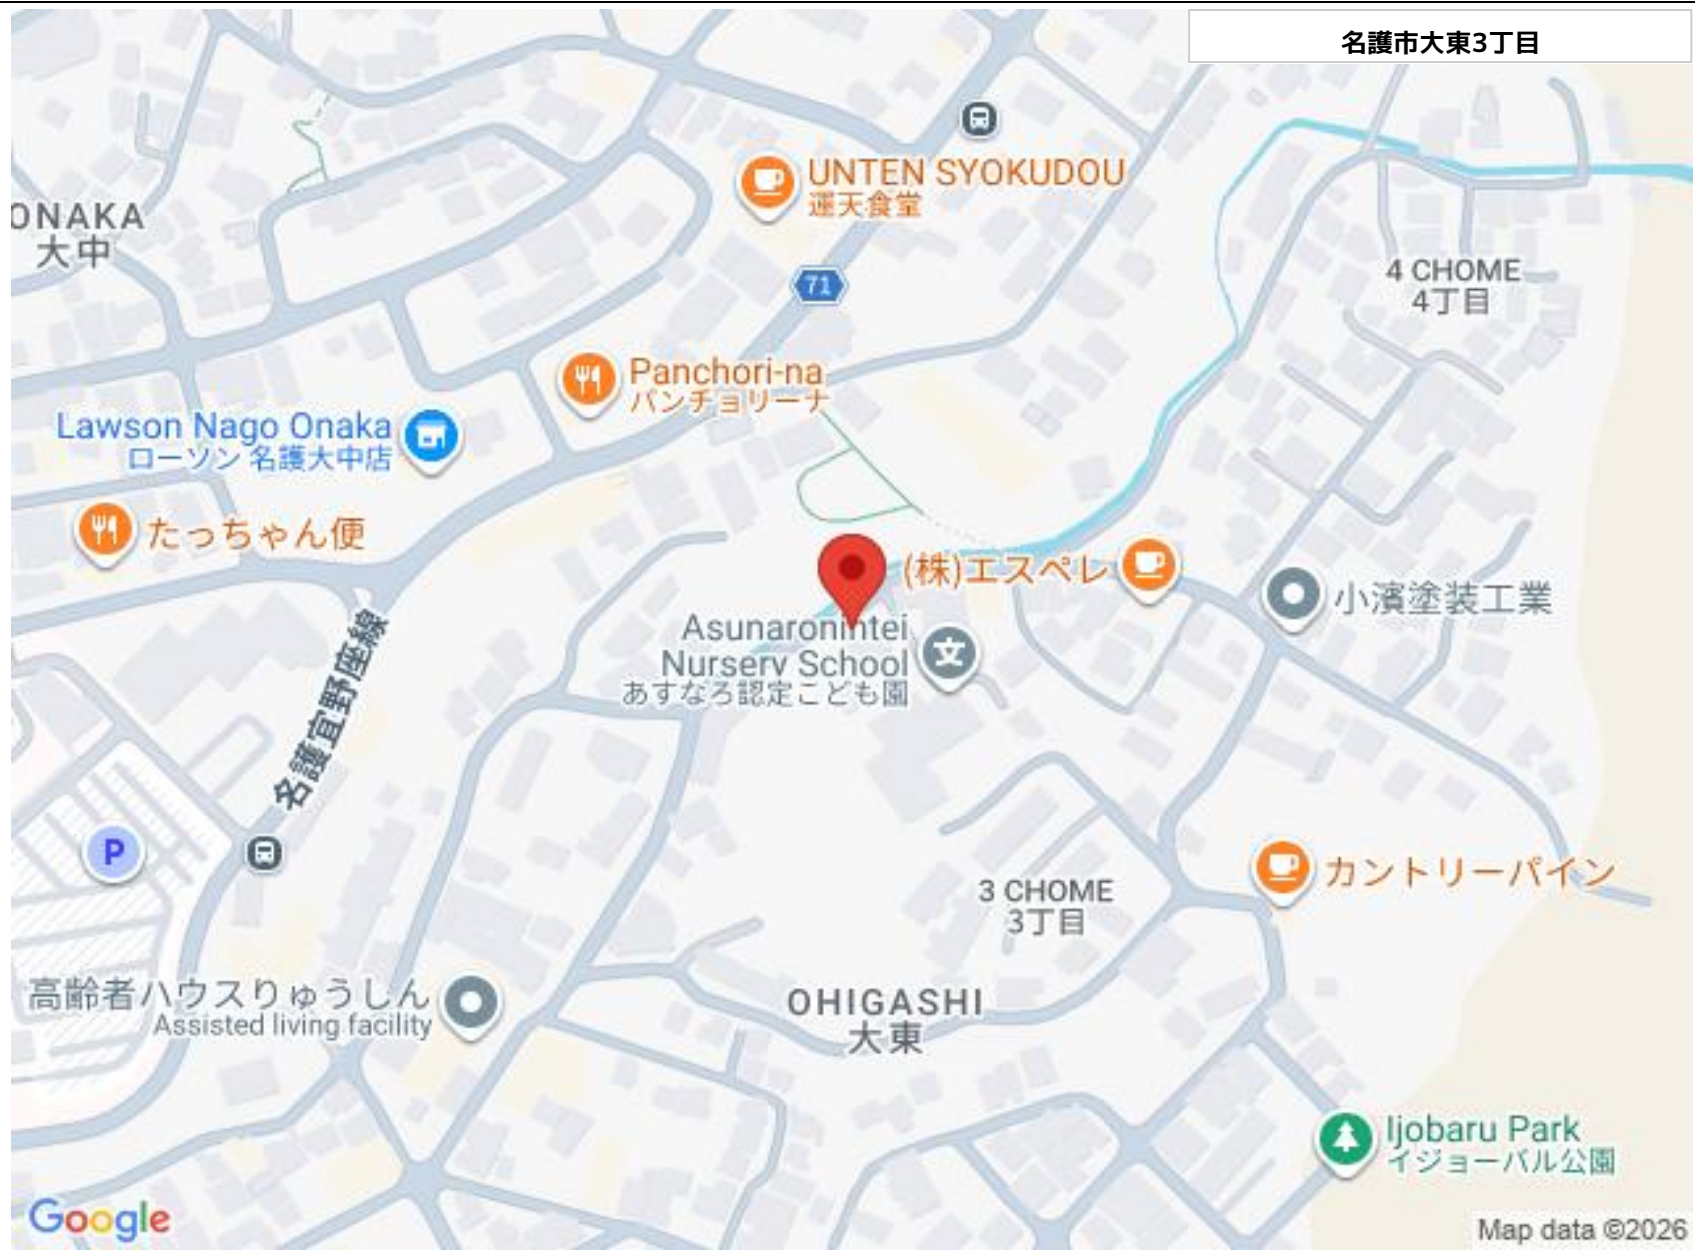 名護市大東3丁目
UNTEN SYOKUDOU
運天食堂
ONAKA
大中
4 CHOME
4丁目
71
Panchori-na
パンチョリーナ
Lawson Nago Onaka
ローソン 名護大中店
たっちゃん便
(株)エスペレ
小濱塗装工業
Asunaronintei
Nursery School
あすなろ認定こども園
文
名護宜野座線
P
カントリーパイン
3 CHOME
3丁目
高齢者ハウスりゅうしん
Assisted living facility
OHIGASHI
大東
Ijobaru Park
イジョーバル公園
Google
Map data ©2026